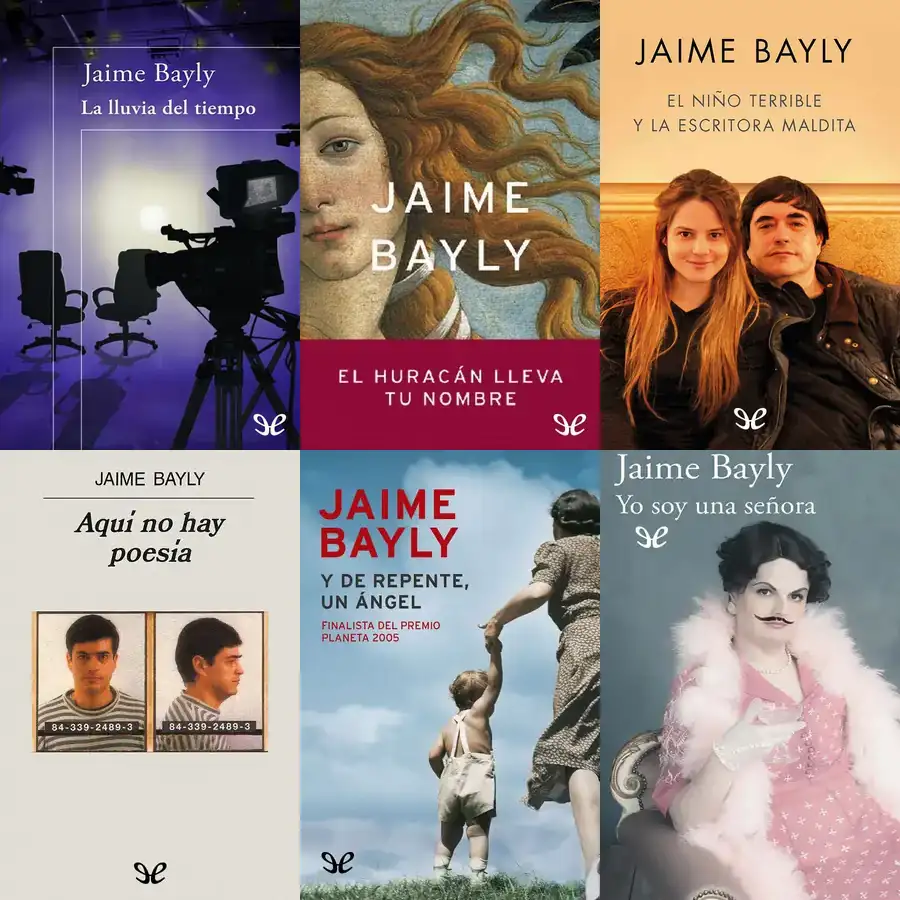 Jaime Bayly
La lluvia del tiempo
JAIME
BAYLY
EL HURACÁN LLEVA
TU NOMBRE
JAIME BAYLY
EL NIÑO TERRIBLE
Y LA ESCRITORA MALDITA
JAIME BAYLY
Aquí no hay
poesía
84-339-2489-3
84-339-2489-3
JAIME
BAYLY
Y DE REPENTE,
UN ÁNGEL
FINALISTA DEL PREMIO
PLANETA 2005
Jaime Bayly
Yo soy una señora